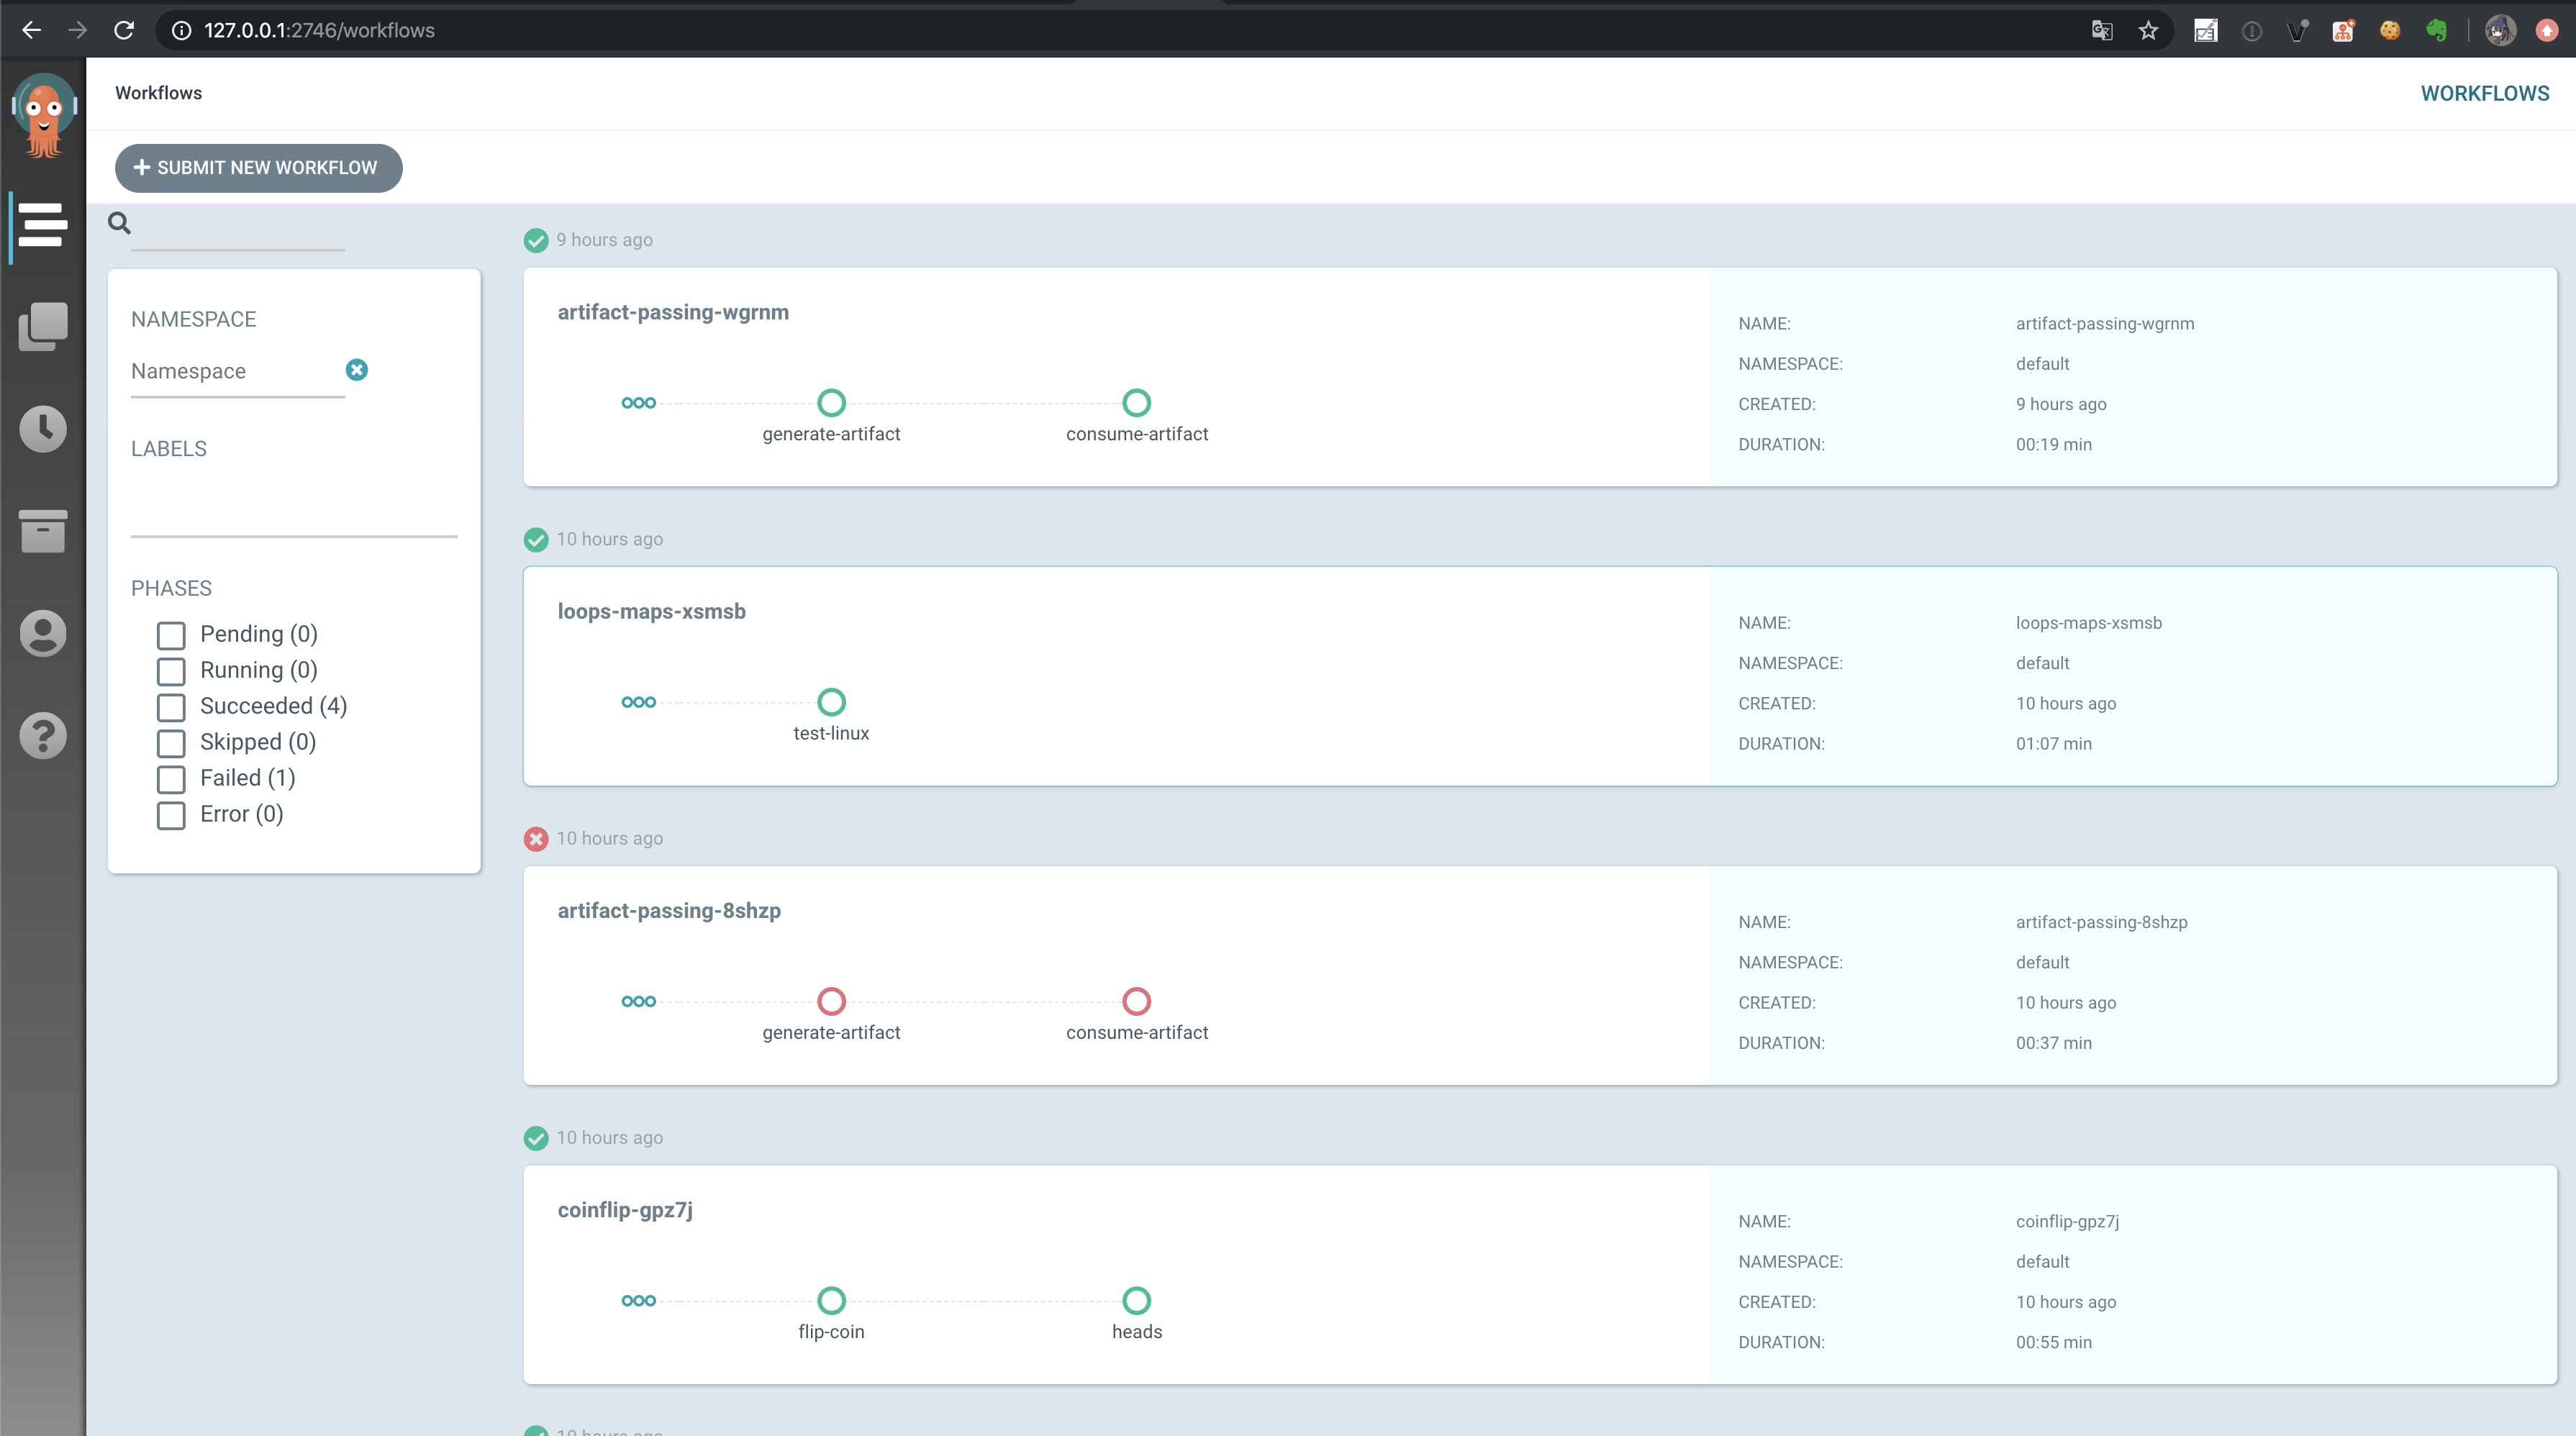 127.0.0.1:2746/workflows
Workflows
WORKFLOWS
SUBMIT NEW WORKFLOW
NAMESPACE
Namespace
LABELS
PHASES
Pending (0)
Running (0)
Succeeded (4)
Skipped (0)
Failed (1)
Error (0)
9 hours ago
artifact-passing-wgrnm
generate-artifact
consume-artifact
NAME: artifact-passing-wgrnm
NAMESPACE: default
CREATED: 9 hours ago
DURATION: 00:19 min
10 hours ago
loops-maps-xsmsb
test-linux
NAME: loops-maps-xsmsb
NAMESPACE: default
CREATED: 10 hours ago
DURATION: 01:07 min
10 hours ago
artifact-passing-8shzp
generate-artifact
consume-artifact
NAME: artifact-passing-8shzp
NAMESPACE: default
CREATED: 10 hours ago
DURATION: 00:37 min
10 hours ago
coinflip-gpz7j
flip-coin
heads
NAME: coinflip-gpz7j
NAMESPACE: default
CREATED: 10 hours ago
DURATION: 00:55 min
10 hours ago